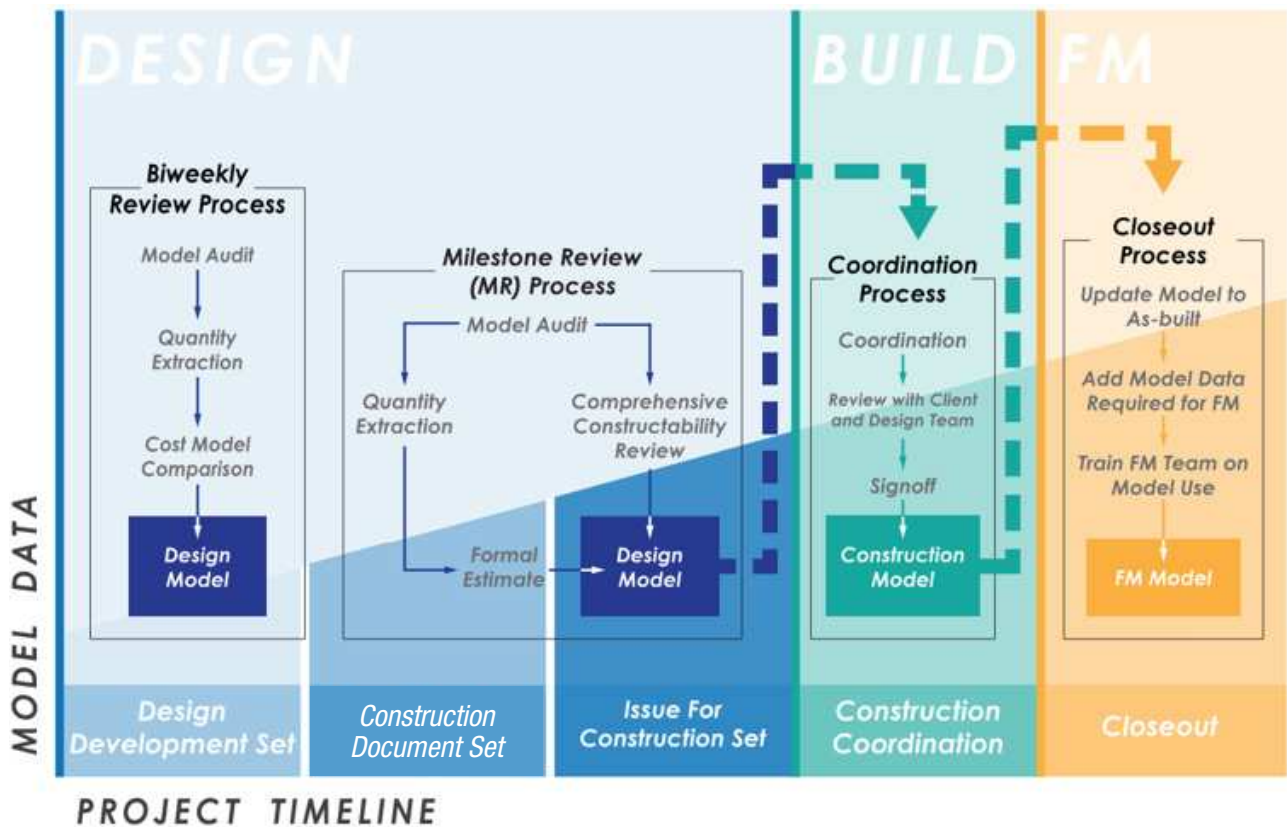 DESIGN
BUILD
FM
Biweekly
Review Process
Model Audit
Quantity
Extraction
Cost Model
Comparison
Design
Model
Milestone Review
(MR) Process
Model Audit
Quantity
Extraction
Comprehensive
Constructability
Review
Formal
Estimate
Design
Model
Coordination
Process
Coordination
Review with Client
and Design Team
Signoff
Construction
Model
Closeout
Process
Update Model to
As-built
Add Model Data
Required for FM
Train FM Team on
Model Use
FM Model
MODEL DATA
Design
Development Set
Construction
Document Set
Issue For
Construction Set
Construction
Coordination
Closeout
PROJECT TIMELINE